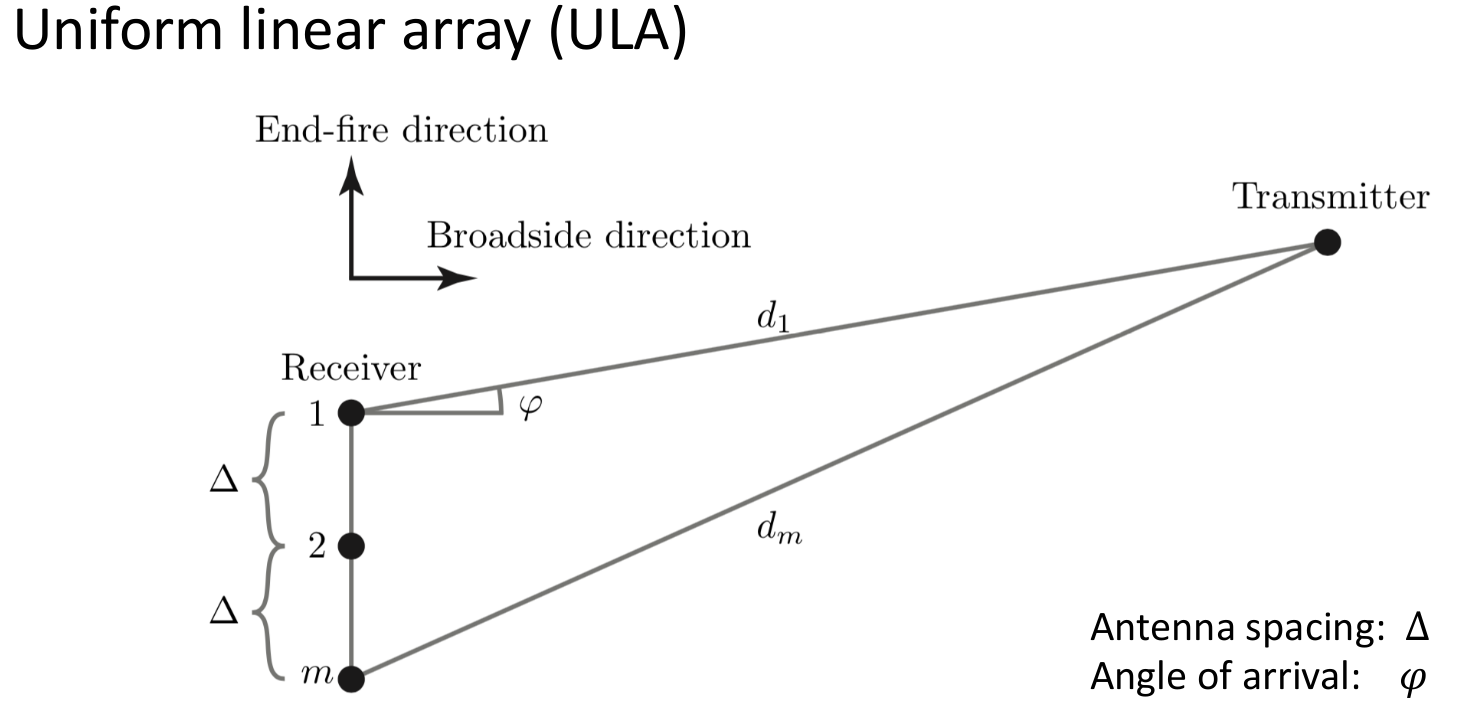 Uniform linear array (ULA)
End-fire direction
Transmitter
Broadside direction
d₁
Receiver
1
φ
Δ
2
dₘ
Δ
m
Antenna spacing: Δ
Angle of arrival: φ